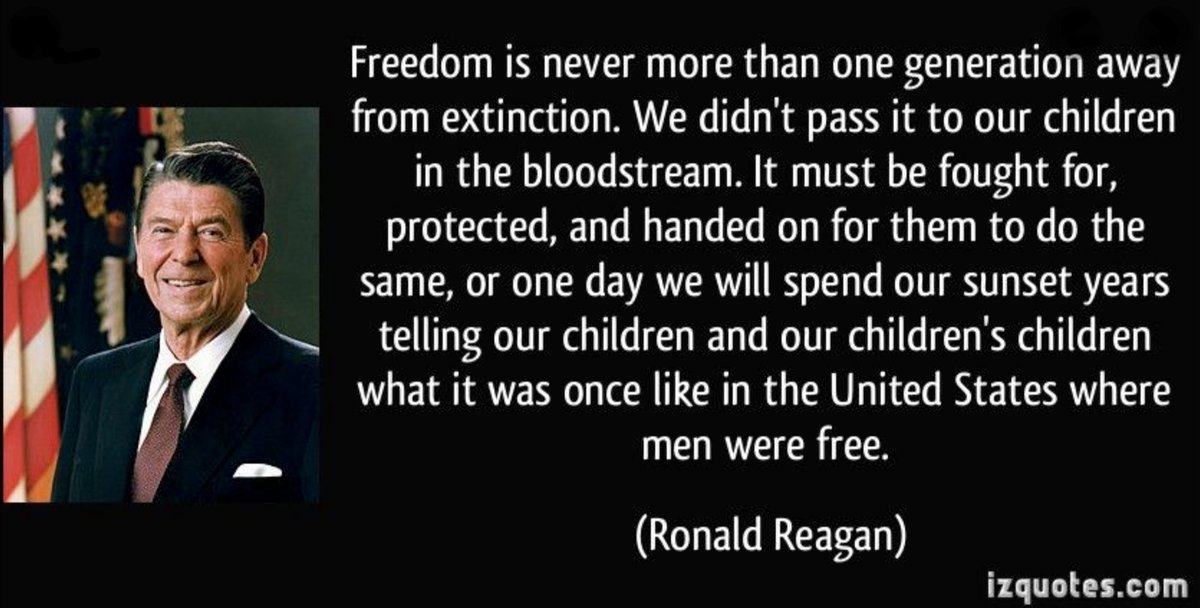 Freedom is never more than one generation away
from extinction. We didn't pass it to our children
in the bloodstream. It must be fought for,
protected, and handed on for them to do the
same, or one day we will spend our sunset years
telling our children and our children's children
what it was once like in the United States where
men were free.
(Ronald Reagan)
izquotes.com